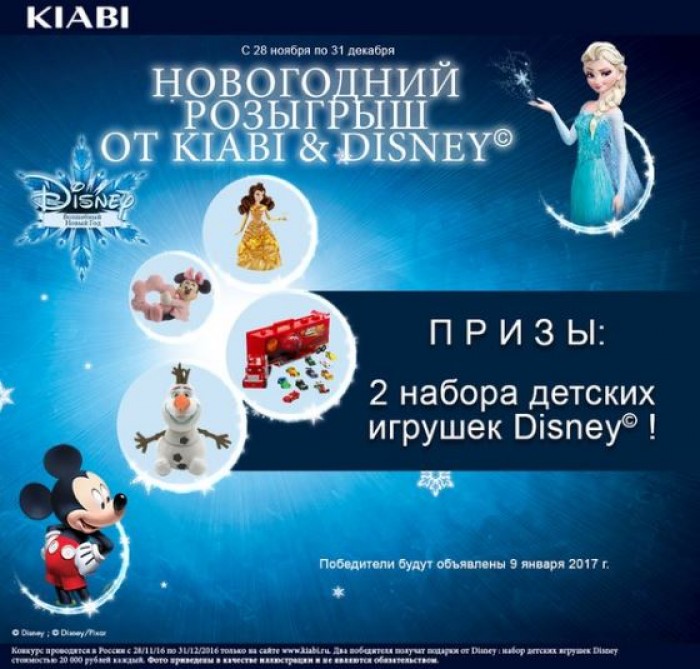 KIABI
С 28 ноября по 31 декабря
НОВОГОДНИЙ
РОЗЫГРЫШ
ОТ KIABI & DISNEY©
DISNEY
Волшебный
Новый Год
ПРИЗЫ:
2 набора детских
игрушек Disney© !
Победители будут объявлены 9 января 2017 г.
© Disney ; © Disney/Pixar
Конкурс проводится в России с 28/11/16 по 31/12/2016 только на сайте www.kiabi.ru. Два победителя получат подарки от Disney : набор детских игрушек Disney
стоимостью 20 000 рублей каждый. Фото приведены в качестве иллюстрации и не являются обязательством.